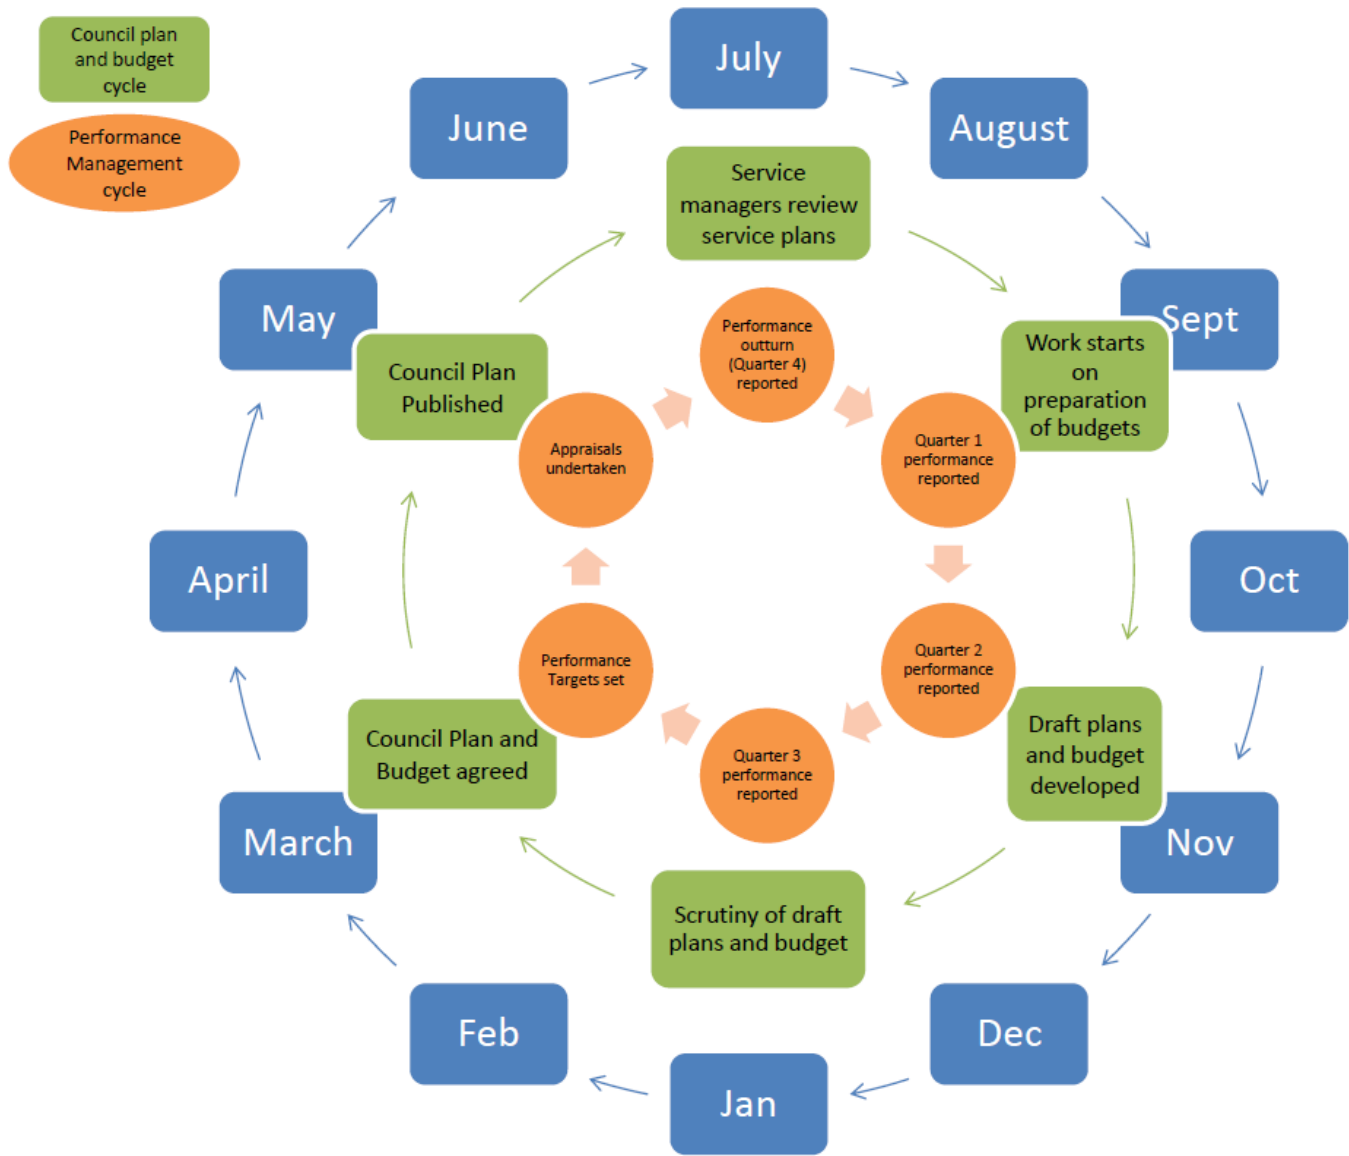 Council plan
and budget
cycle
Performance
Management
cycle
July
August
Sept
Oct
Nov
Dec
Jan
Feb
March
April
May
June
Service
managers review
service plans
Work starts
on
preparation
of budgets
Draft plans
and budget
developed
Scrutiny of draft
plans and budget
Council Plan and
Budget agreed
Council Plan
Published
Performance
outturn
(Quarter 4)
reported
Quarter 1
performance
reported
Quarter 2
performance
reported
Quarter 3
performance
reported
Performance
Targets set
Appraisals
undertaken